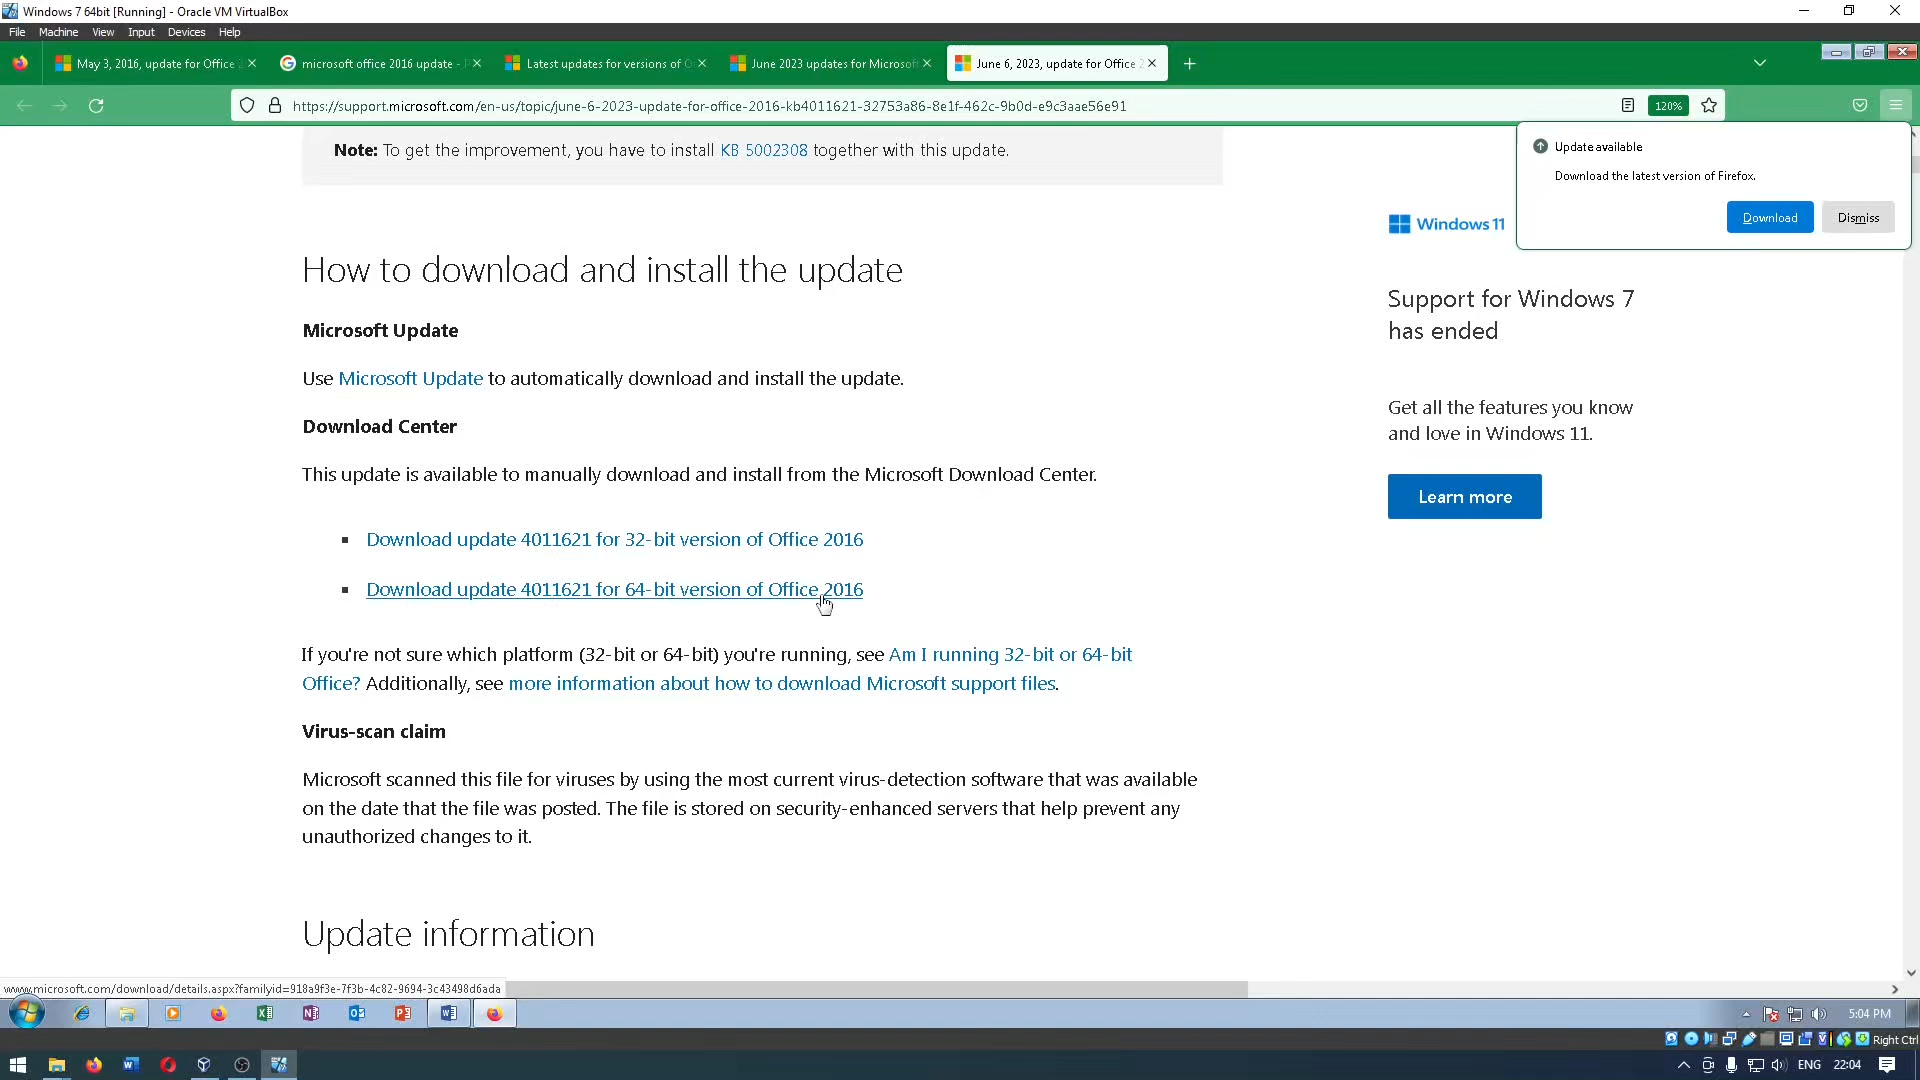 Windows 7 64bit [Running] - Oracle VM VirtualBox
File Machine View Input Devices Help
May 3, 2016, update for Office 2
microsoft office 2016 update -
Latest updates for versions of O
June 2023 updates for Microsoft
June 6, 2023, update for Office 2
https://support.microsoft.com/en-us/topic/june-6-2023-update-for-office-2016-kb4011621-32753a86-8e1f-462c-9b0d-e9c3aae56e91
120%
Update available
Download the latest version of Firefox.
Download
Dismiss
Note: To get the improvement, you have to install KB 5002308 together with this update.
How to download and install the update
Microsoft Update
Use Microsoft Update to automatically download and install the update.
Download Center
This update is available to manually download and install from the Microsoft Download Center.
Download update 4011621 for 32-bit version of Office 2016
Download update 4011621 for 64-bit version of Office 2016
If you're not sure which platform (32-bit or 64-bit) you're running, see Am I running 32-bit or 64-bit
Office? Additionally, see more information about how to download Microsoft support files.
Virus-scan claim
Microsoft scanned this file for viruses by using the most current virus-detection software that was available
on the date that the file was posted. The file is stored on security-enhanced servers that help prevent any
unauthorized changes to it.
Update information
Windows 11
Support for Windows 7
has ended
Get all the features you know
and love in Windows 11.
Learn more
www.microsoft.com/download/details.aspx?familyid=918a9f3e-7f3b-4c82-9694-3c43498d6ada
5:04 PM
Right Ctrl
ENG 22:04